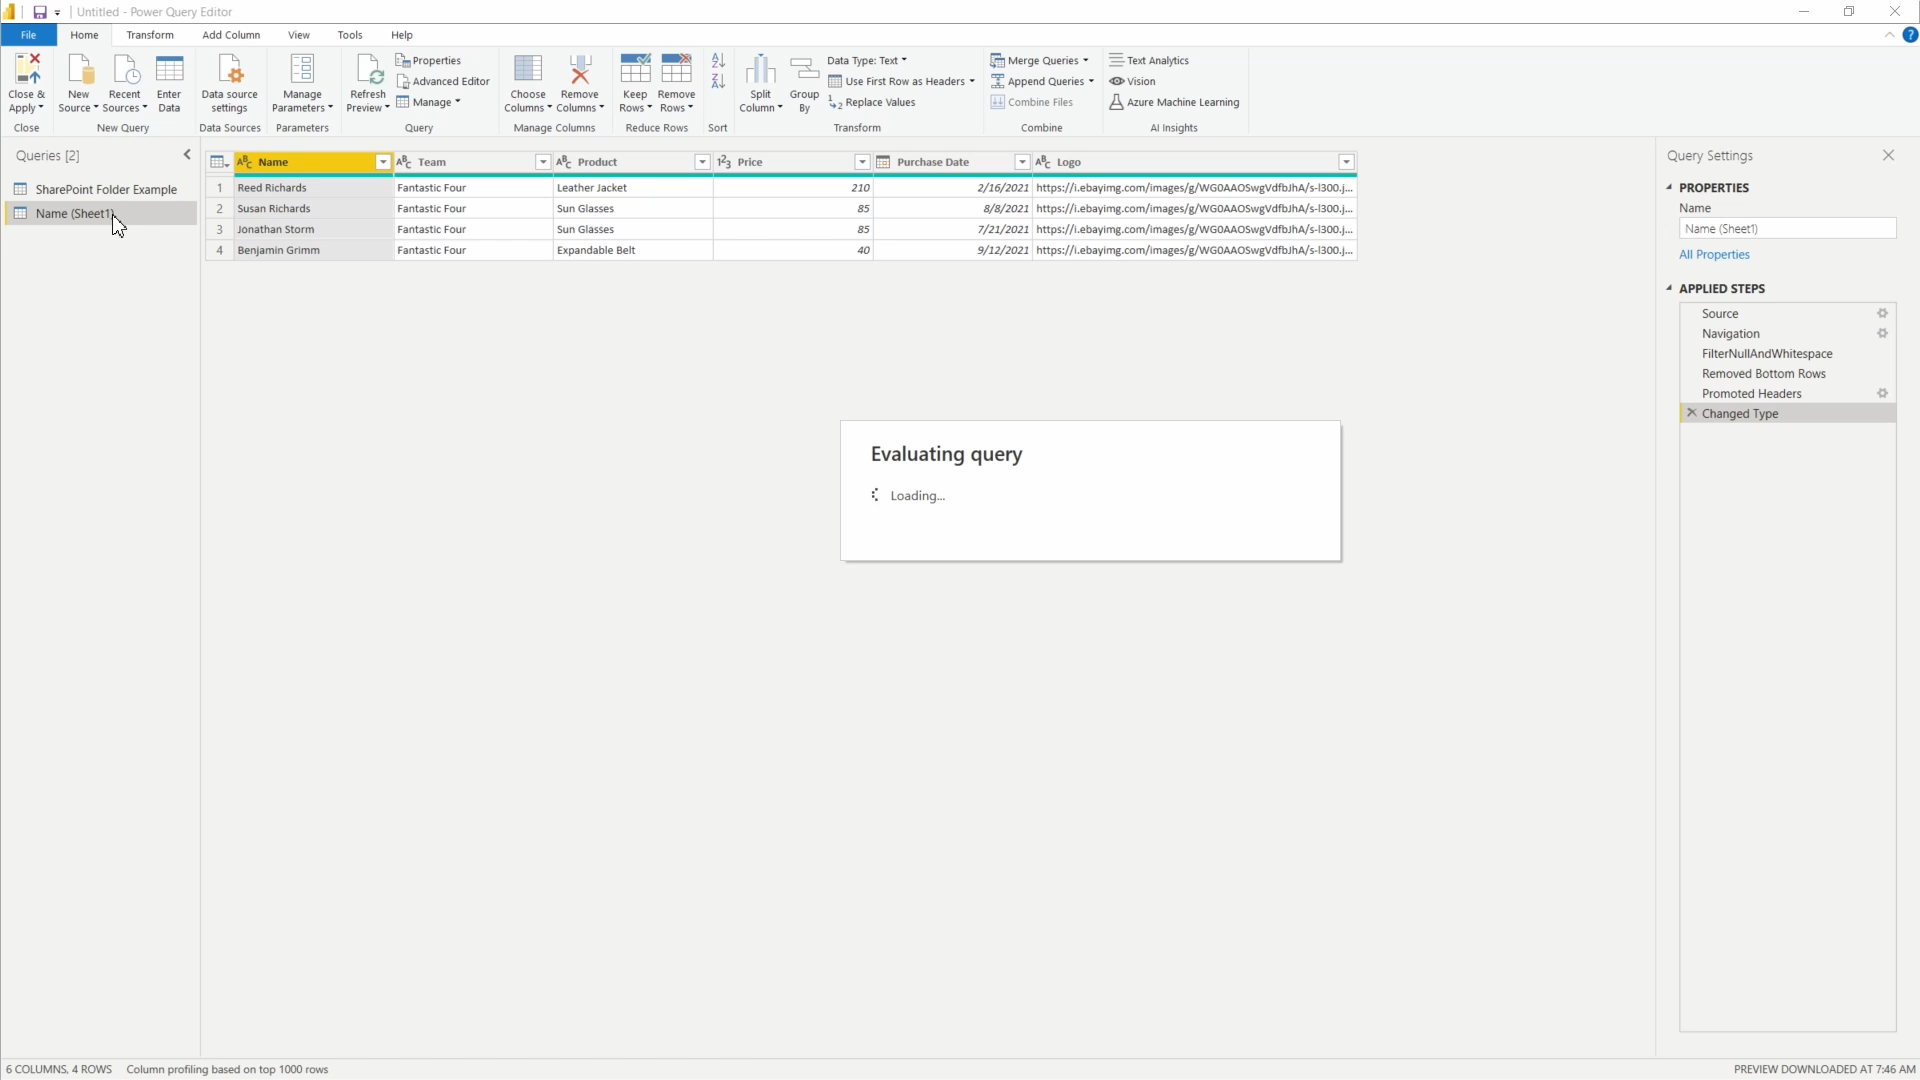 Untitled - Power Query Editor
File Home Transform Add Column View Tools Help
Close & Apply
New Source
Recent Sources
Enter Data
Data source settings
Manage Parameters
Refresh Preview
Properties
Advanced Editor
Manage
Choose Columns
Remove Columns
Keep Rows
Remove Rows
Split Column
Group By
Data Type: Text
Use First Row as Headers
Replace Values
Merge Queries
Append Queries
Combine Files
Text Analytics
Vision
Azure Machine Learning
Close New Query Data Sources Parameters Query Manage Columns Reduce Rows Sort Transform Combine AI Insights
Queries [2]
SharePoint Folder Example
Name (Sheet1)
Name Team Product Price Purchase Date Logo
1 Reed Richards Fantastic Four Leather Jacket 210 2/16/2021 https://i.ebayimg.com/images/g/WG0AAOSwgVdfbJhA/s-l300.j...
2 Susan Richards Fantastic Four Sun Glasses 85 8/8/2021 https://i.ebayimg.com/images/g/WG0AAOSwgVdfbJhA/s-l300.j...
3 Jonathan Storm Fantastic Four Sun Glasses 85 7/21/2021 https://i.ebayimg.com/images/g/WG0AAOSwgVdfbJhA/s-l300.j...
4 Benjamin Grimm Fantastic Four Expandable Belt 40 9/12/2021 https://i.ebayimg.com/images/g/WG0AAOSwgVdfbJhA/s-l300.j...
Evaluating query
Loading...
Query Settings
PROPERTIES
Name
Name (Sheet1)
All Properties
APPLIED STEPS
Source
Navigation
FilterNullAndWhitespace
Removed Bottom Rows
Promoted Headers
Changed Type
6 COLUMNS, 4 ROWS Column profiling based on top 1000 rows
PREVIEW DOWNLOADED AT 7:46 AM